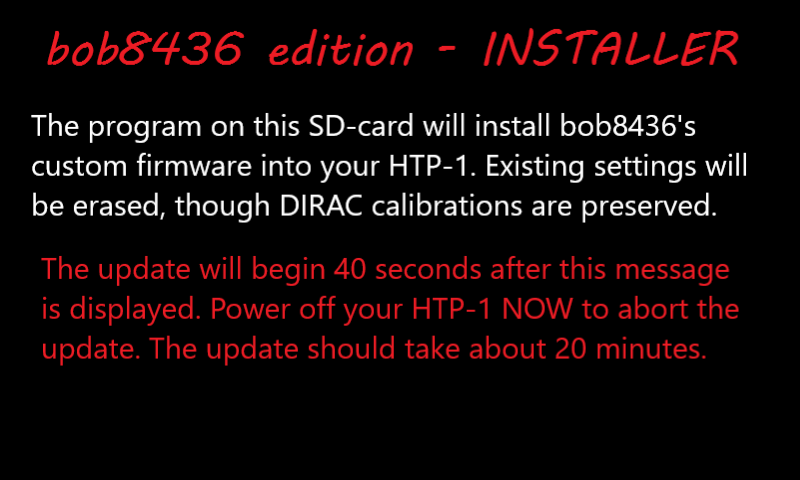 bob8436 edition - INSTALLER
The program on this SD-card will install bob8436's
custom firmware into your HTP-1. Existing settings will
be erased, though DIRAC calibrations are preserved.
The update will begin 40 seconds after this message
is displayed. Power off your HTP-1 NOW to abort the
update. The update should take about 20 minutes.